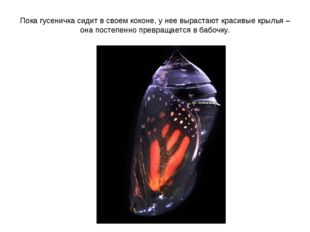 Пока гусеничка сидит в своем коконе, у нее вырастают красивые крылья –
она постепенно превращается в бабочку.